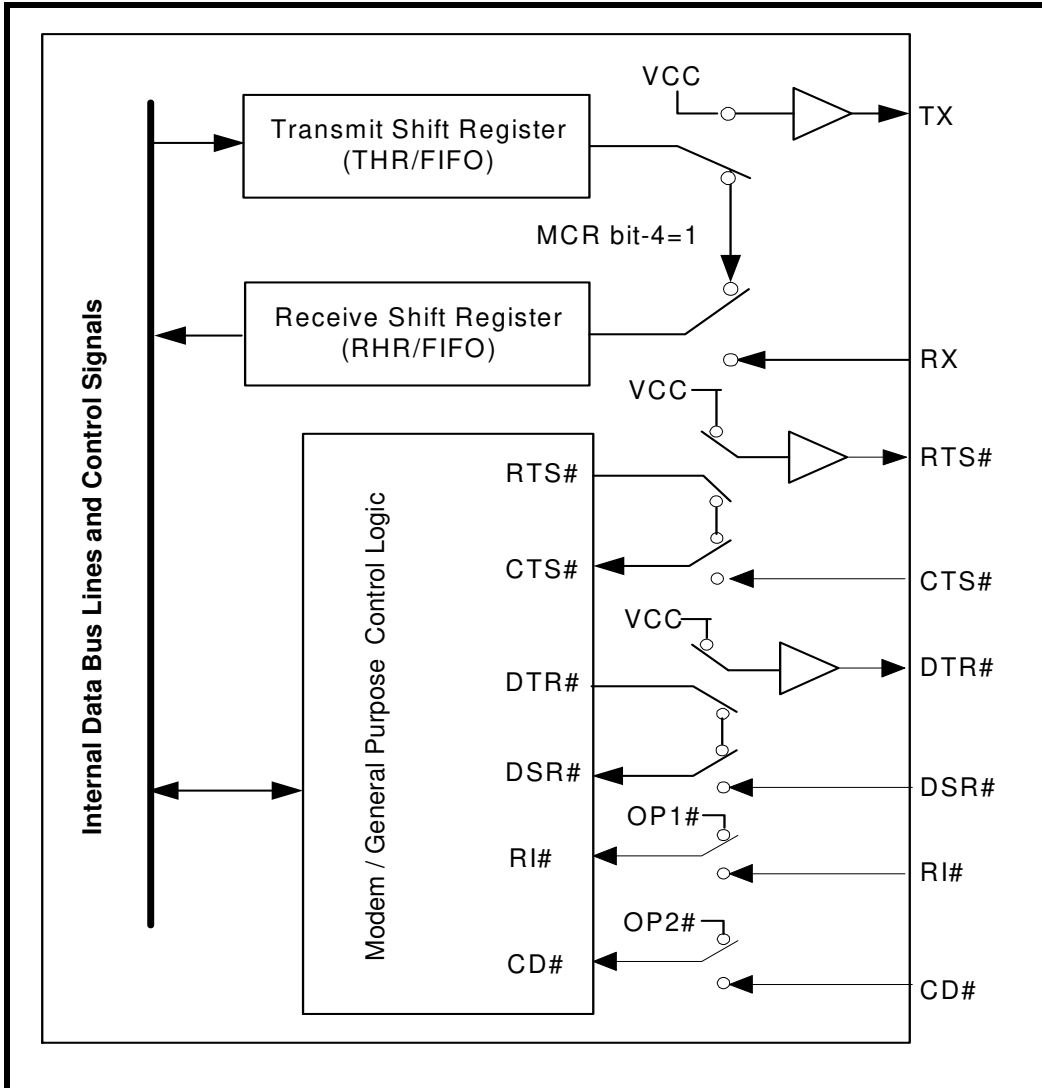 VCC
TX
Transmit Shift Register
(THR/FIFO)
MCR bit-4=1
Receive Shift Register
(RHR/FIFO)
RX
VCC
RTS#
RTS#
CTS#
CTS#
VCC
DTR#
DTR#
DSR#
DSR#
OP1#
RI#
RI#
OP2#
CD#
CD#
Internal Data Bus Lines and Control Signals
Modem / General Purpose Control Logic